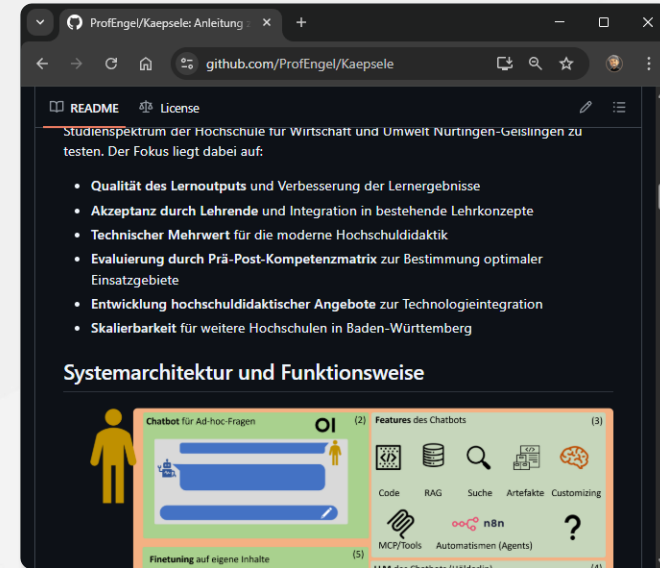 ProfEngel/Kaepsele: Anleitung
github.com/ProfEngel/Kaepsele
README
License
Studienspektrum der Hochschule für Wirtschaft und Umwelt Nürtingen-Geislingen zu
testen. Der Fokus liegt dabei auf:
Qualität des Lernoutputs und Verbesserung der Lernergebnisse
Akzeptanz durch Lehrende und Integration in bestehende Lehrkonzepte
Technischer Mehrwert für die moderne Hochschuldidaktik
Evaluierung durch Prä-Post-Kompetenzmatrix zur Bestimmung optimaler
Einsatzgebiete
Entwicklung hochschuldidaktischer Angebote zur Technologieintegration
Skalierbarkeit für weitere Hochschulen in Baden-Württemberg
Systemarchitektur und Funktionsweise
Chatbot für Ad-hoc-Fragen
OI
(2)
Features des Chatbots
(3)
Code
RAG
Suche
Artefakte
Customizing
n8n
?
MCP/Tools
Automatismen (Agents)
Finetuning auf eigene Inhalte
(5)
LLM des Chatbots (Hölderlin)
(4)